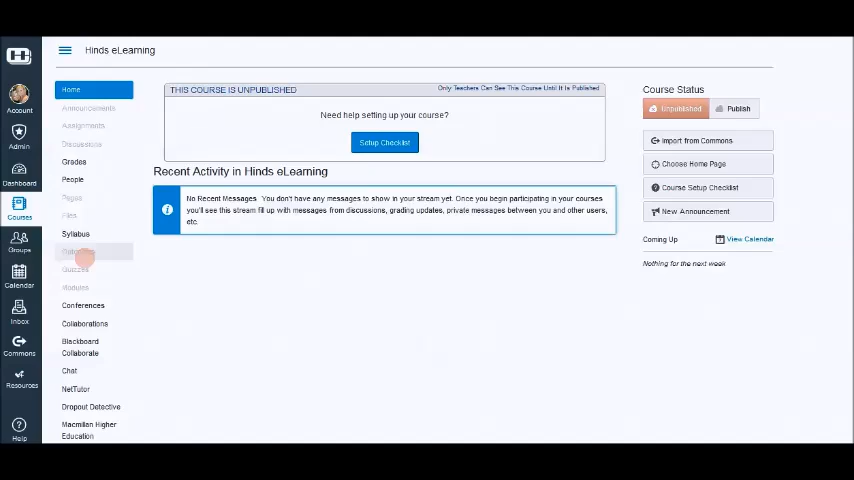 Hinds eLearning
Account
Admin
Dashboard
Courses
Groups
Calendar
Inbox
Commons
Resources
Help
Home
Announcements
Assignments
Discussions
Grades
People
Pages
Files
Syllabus
Quizzes
Modules
Conferences
Collaborations
Blackboard
Collaborate
Chat
NetTutor
Dropout Detective
Macmillan Higher
Education
THIS COURSE IS UNPUBLISHED
Only Teachers Can See This Course Until It Is Published
Need help setting up your course?
Setup Checklist
Recent Activity in Hinds eLearning
No Recent Messages You don't have any messages to show in your stream yet. Once you begin participating in your courses
you'll see this stream fill up with messages from discussions, grading updates, private messages between you and other users,
etc.
Course Status
Unpublished Publish
Import from Commons
Choose Home Page
Course Setup Checklist
New Announcement
Coming Up View Calendar
Nothing for the next week